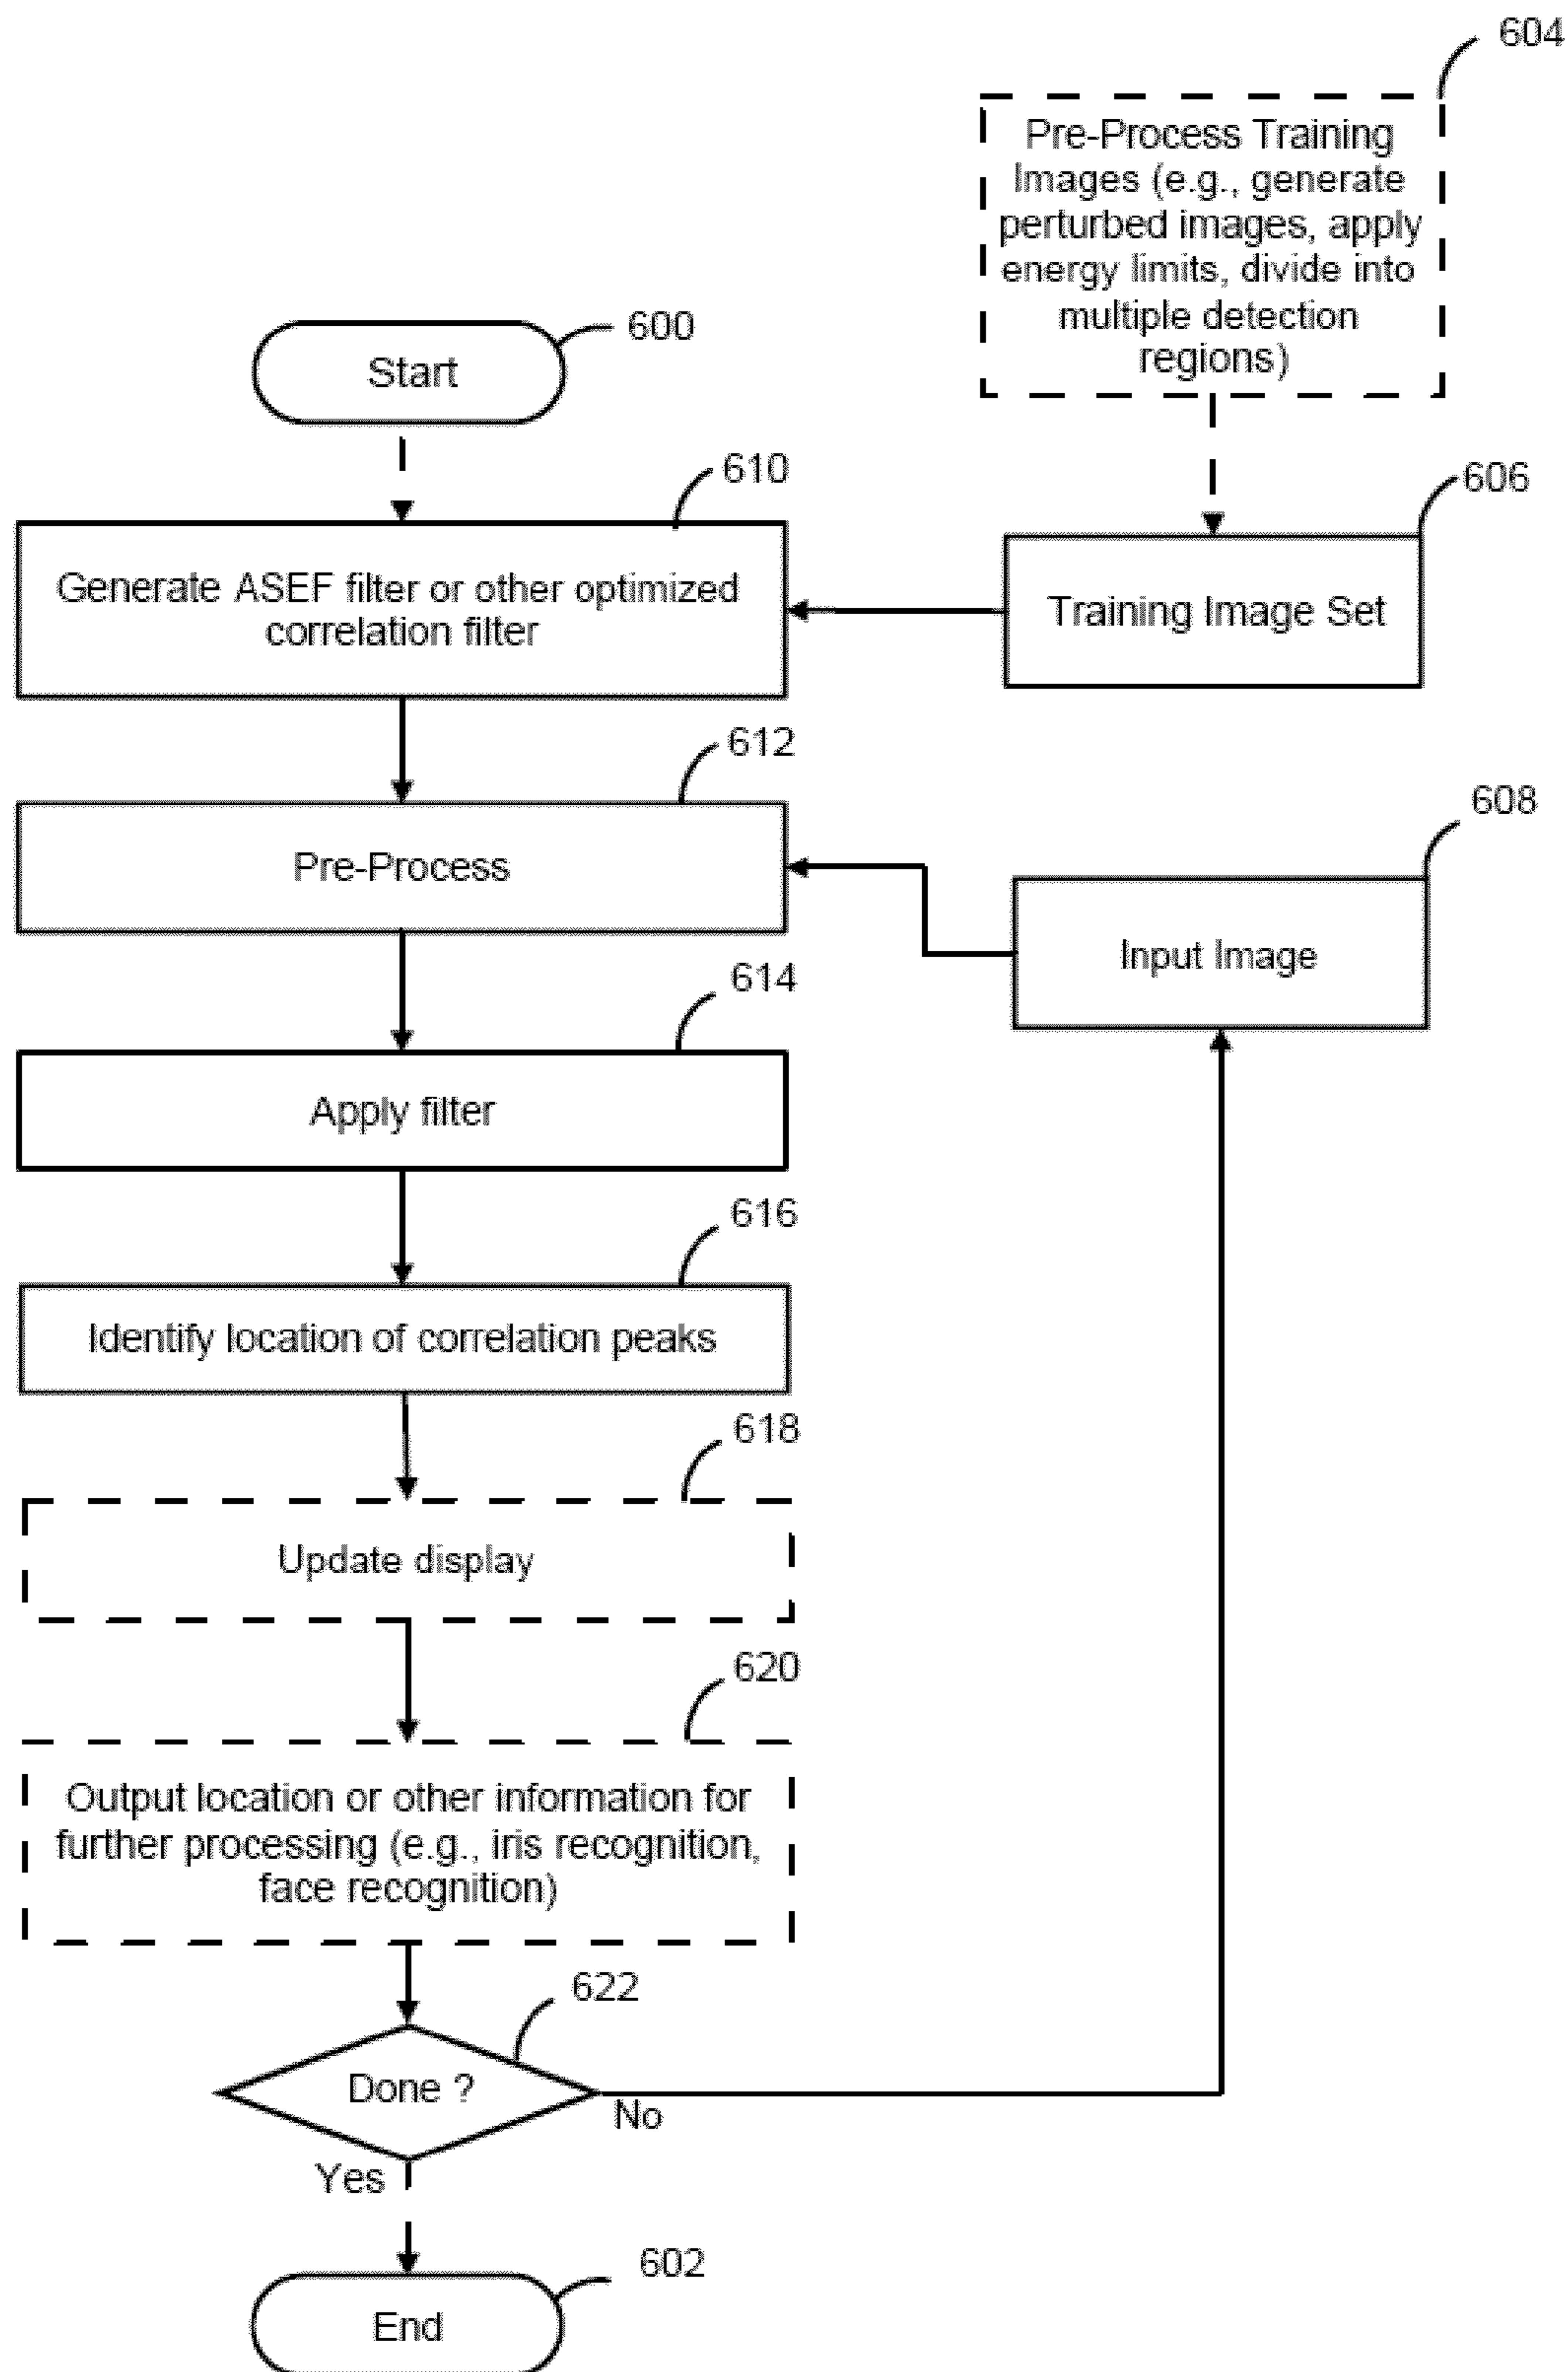 604
Pre-Process Training
Images (e.g., generate
perturbed images, apply
energy limits, divide into
multiple detection
regions)
600
Start
610
606
Generate ASEF filter or other optimized
correlation filter
Training Image Set
612
608
Pre-Process
Input Image
614
Apply filter
616
Identify location of correlation peaks
618
Update display
620
Output location or other information for
further processing (e.g., iris recognition,
face recognition)
622
Done ?
No
Yes
602
End